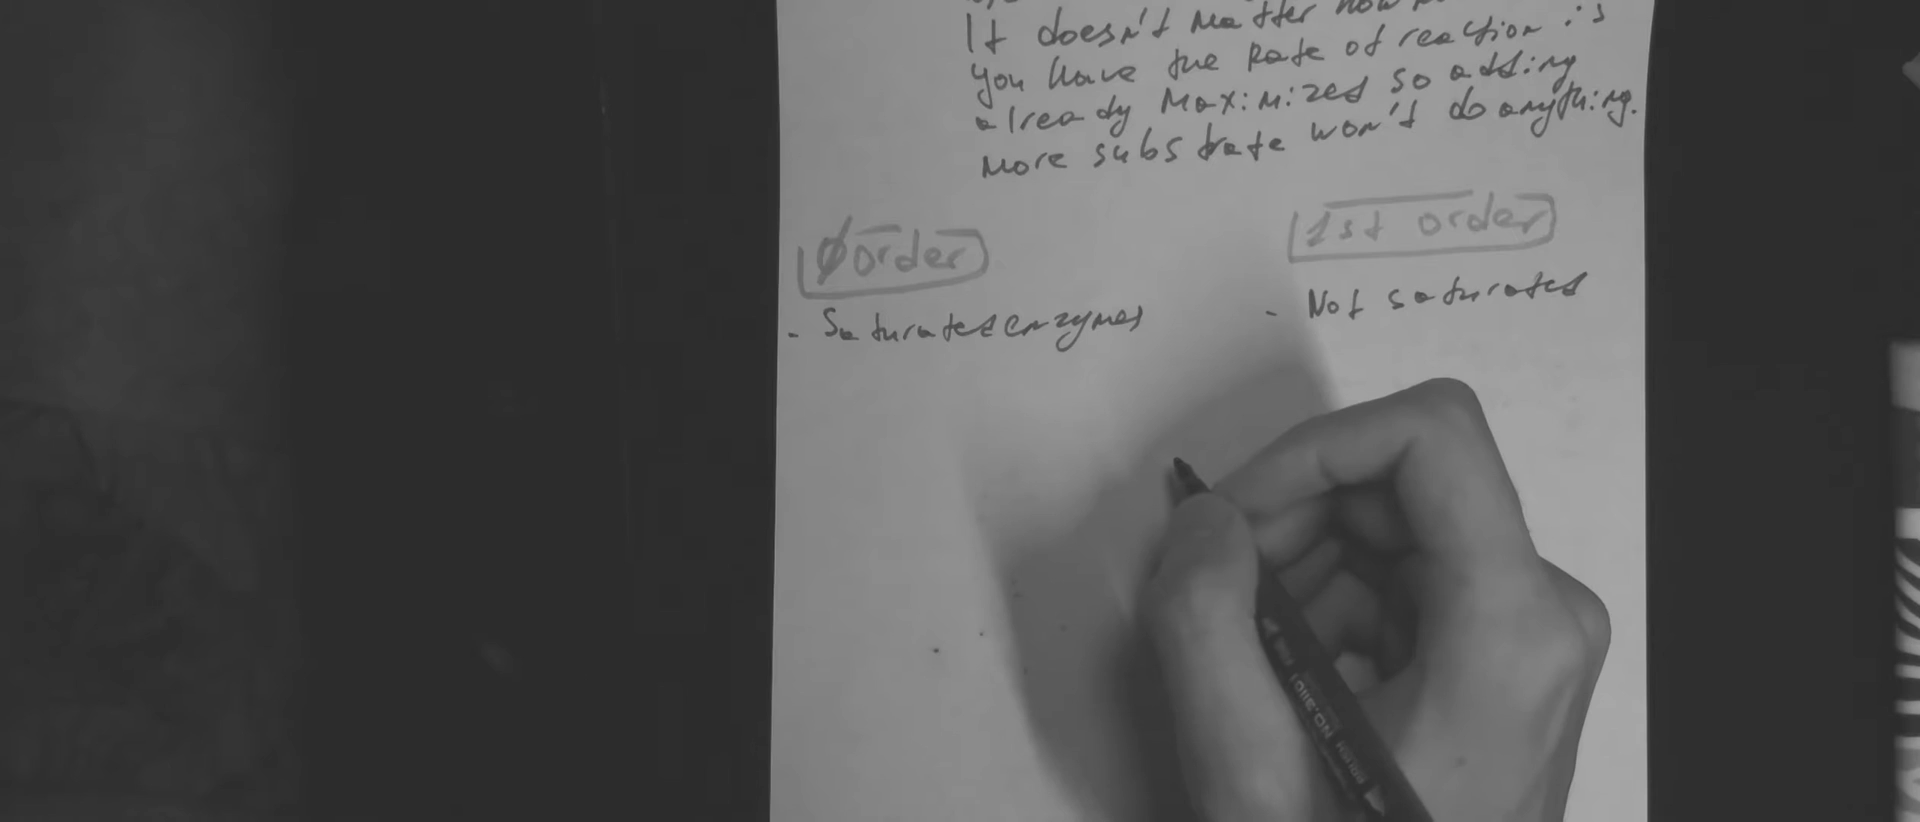 It doesn't matter how
you have the rate of reaction is
already maximized so adding
more substrate won't do anything.
Ø order
1st order
- Saturated enzymes
- Not saturated